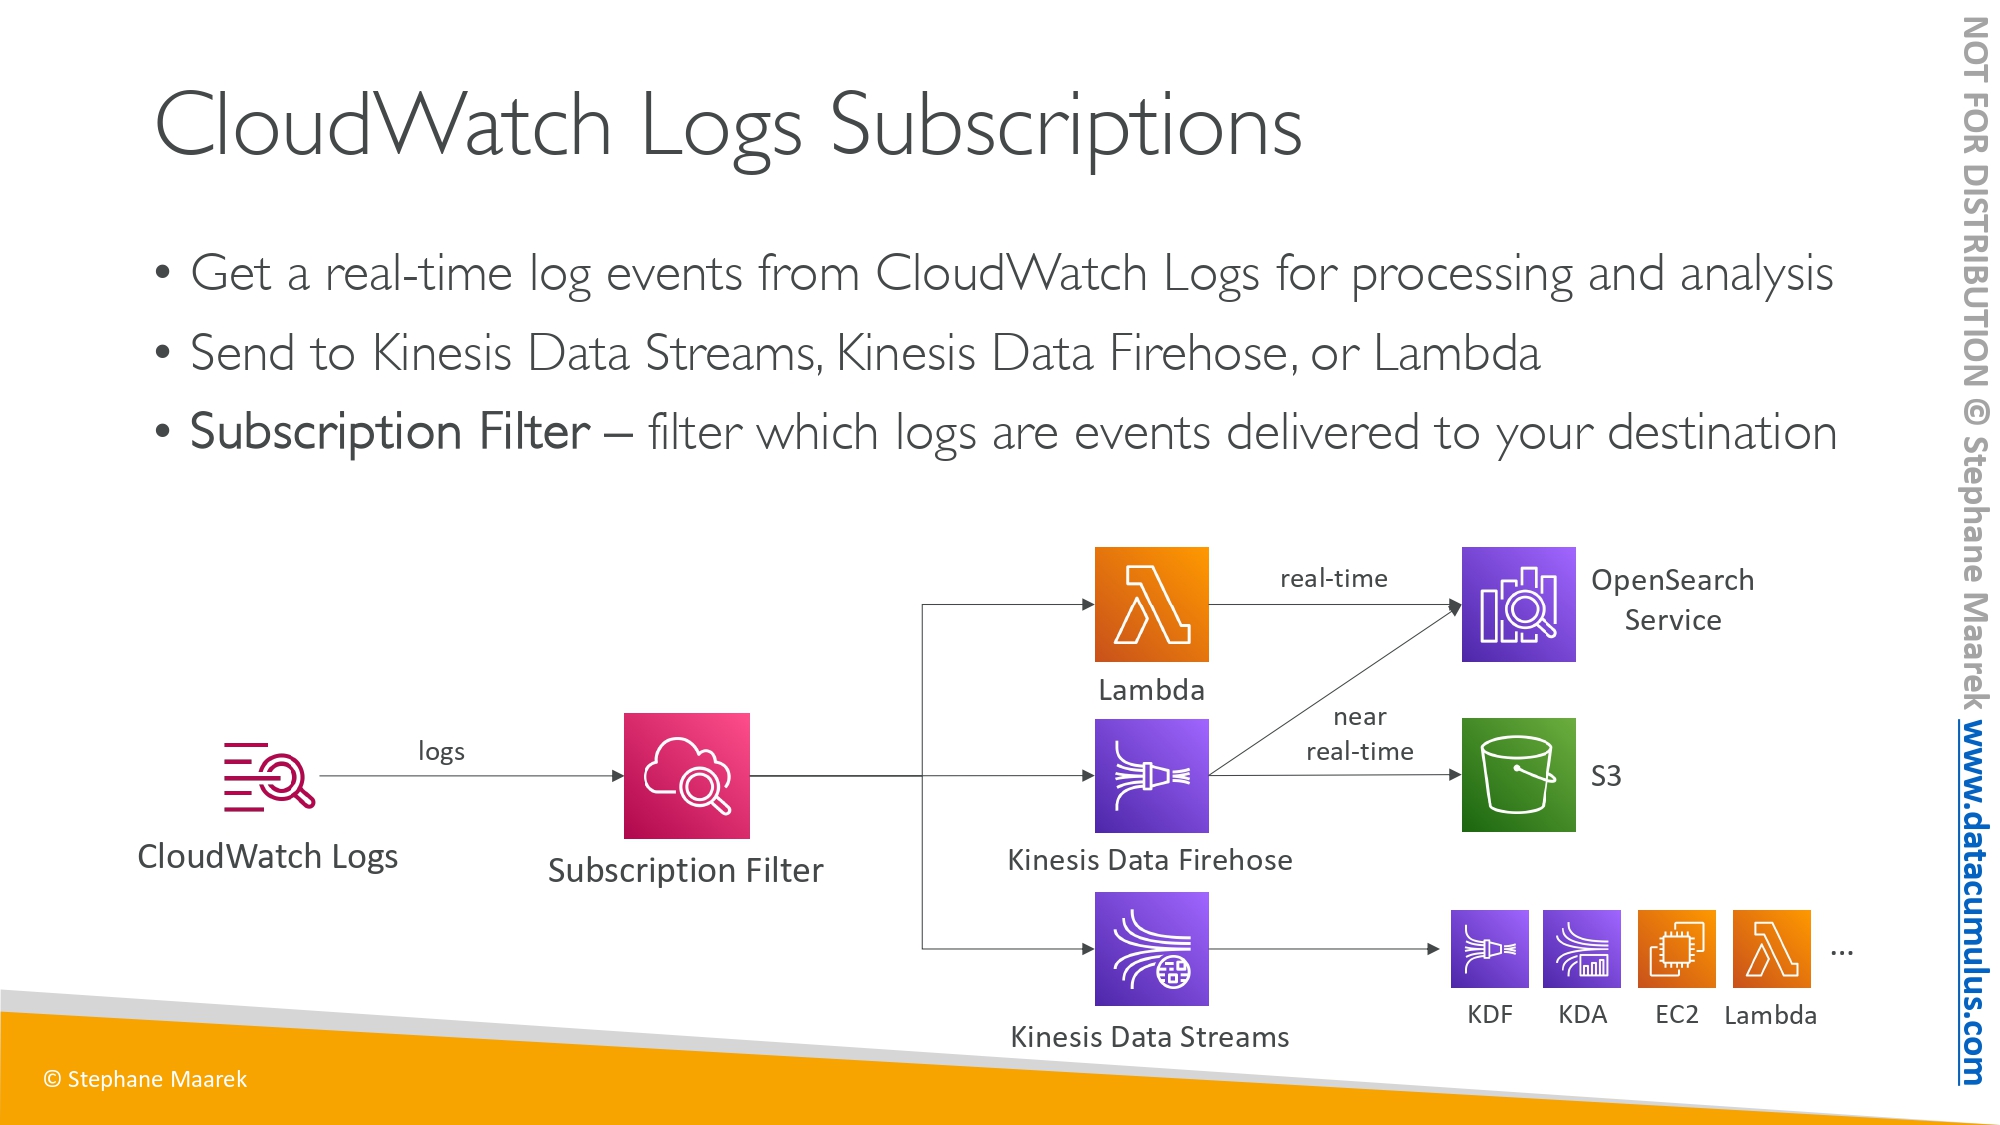 CloudWatch Logs Subscriptions
• Get a real-time log events from CloudWatch Logs for processing and analysis
• Send to Kinesis Data Streams, Kinesis Data Firehose, or Lambda
• Subscription Filter – filter which logs are events delivered to your destination
CloudWatch Logs
logs
Subscription Filter
Lambda
real-time
OpenSearch
Service
Kinesis Data Firehose
near
real-time
S3
Kinesis Data Streams
KDF
KDA
EC2
Lambda
...
© Stephane Maarek
NOT FOR DISTRIBUTION © Stephane Maarek www.datacumulus.com